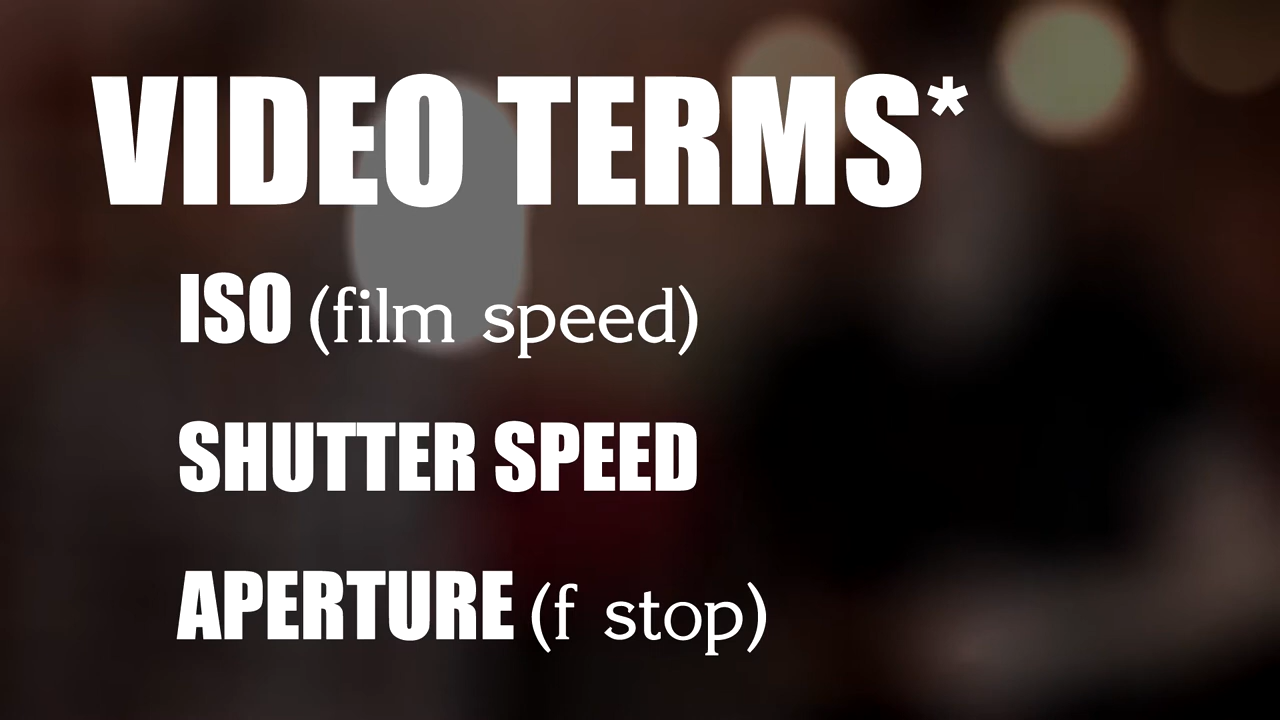 VIDEO TERMS*
ISO (film speed)
SHUTTER SPEED
APERTURE (f stop)